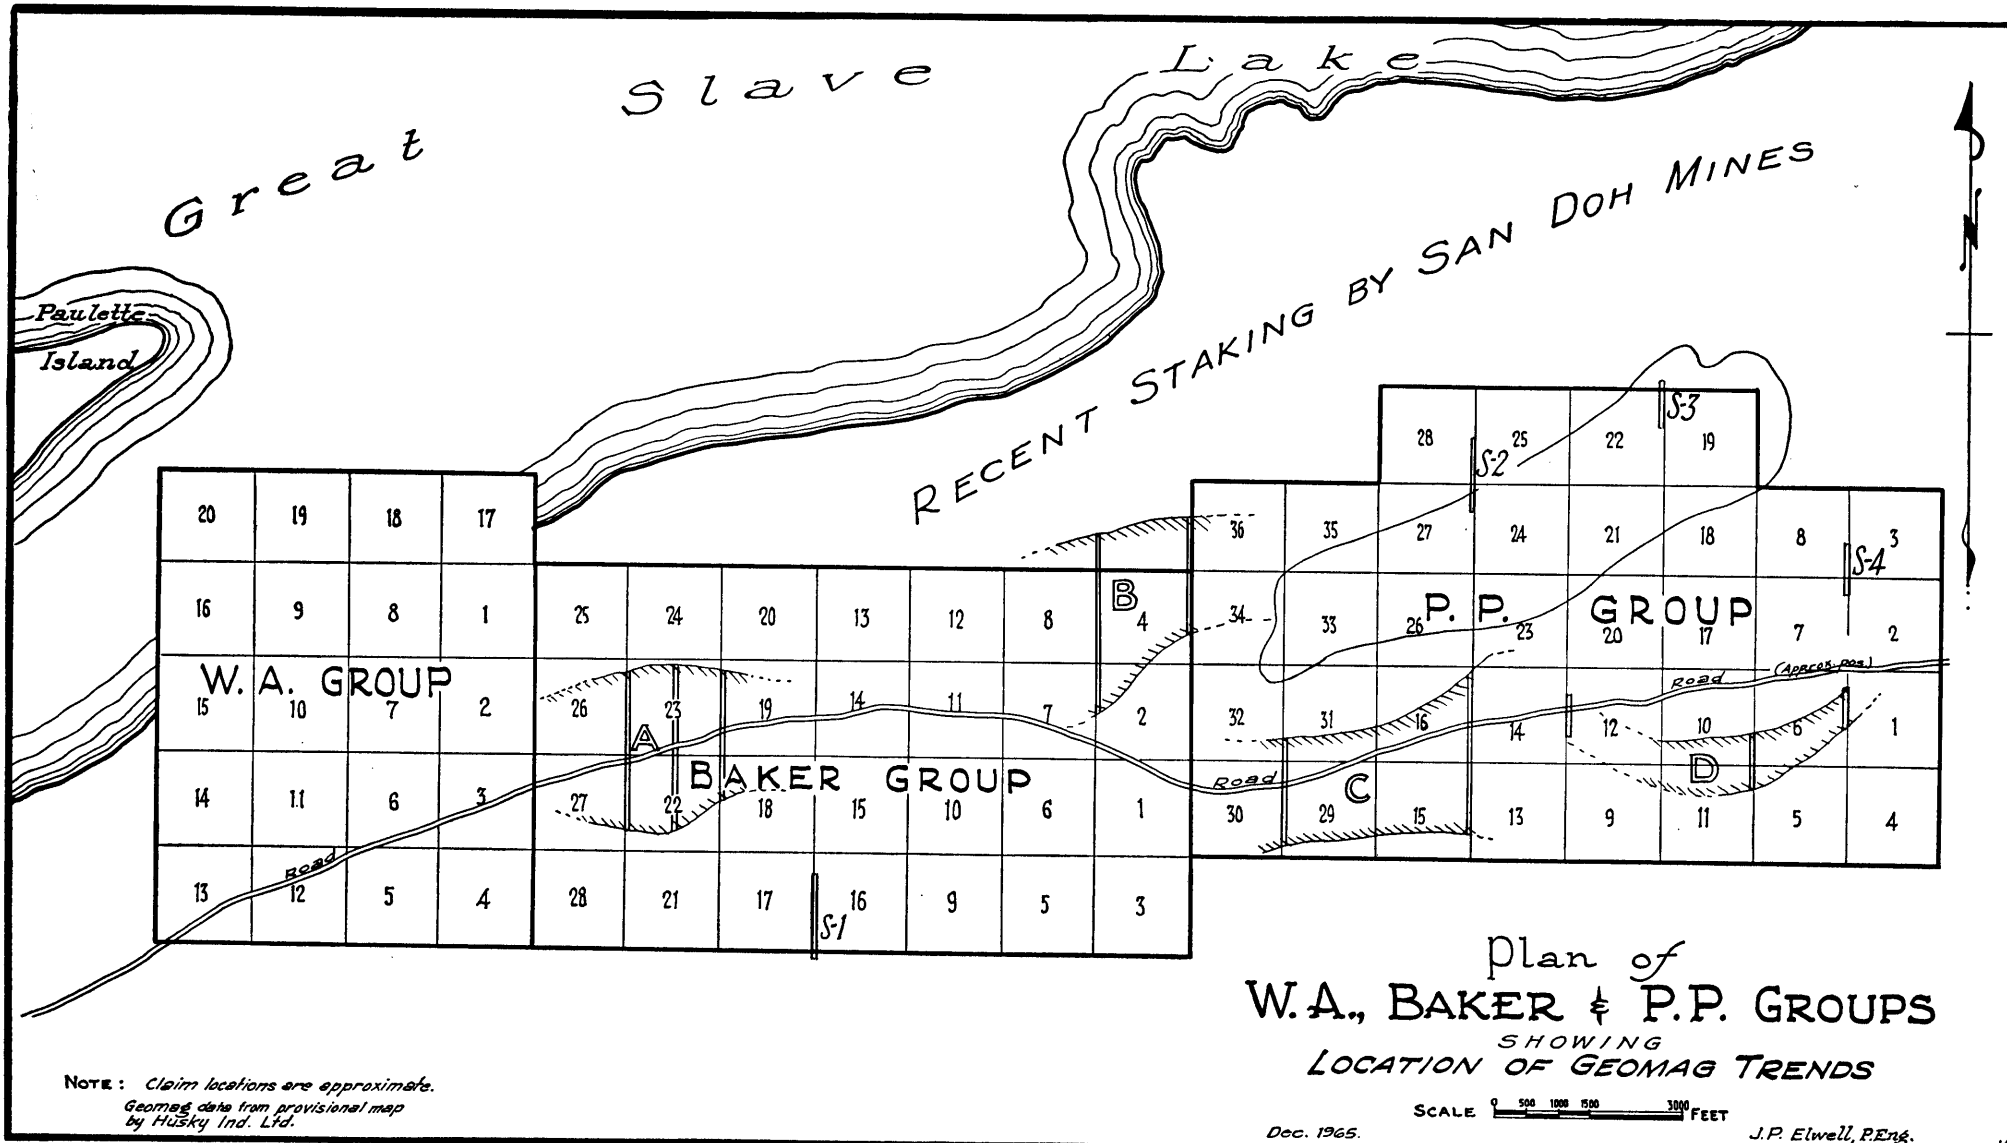 Great Slave Lake
Paulette
Island
RECENT STAKING BY SAN DOH MINES
N
28 25 22 19
S-3
S-2
20 19 18 17
36 35 27 24 21 18 8 3
S-4
16 9 8 1 25 24 20 13 12 8 4 34 33 26 23 20 17 7 2
B
P. P. GROUP
W. A. GROUP
Road (Approx. pos.)
15 10 7 2 26 23 19 14 11 7 2 32 31 16 14 12 10 6 1
A
BAKER GROUP
Road
C
D
14 11 6 3 27 22 18 15 10 6 1 30 29 15 13 9 11 5 4
Road
13 12 5 4 28 21 17 16 9 5 3
S-1
Plan of
W.A., BAKER & P.P. GROUPS
SHOWING
LOCATION OF GEOMAG TRENDS
SCALE 0 500 1000 1500 3000 FEET
Dec. 1965.
J.P. Elwell, P.Eng.
NOTE: Claim locations are approximate.
Geomag data from provisional map
by Husky Ind. Ltd.